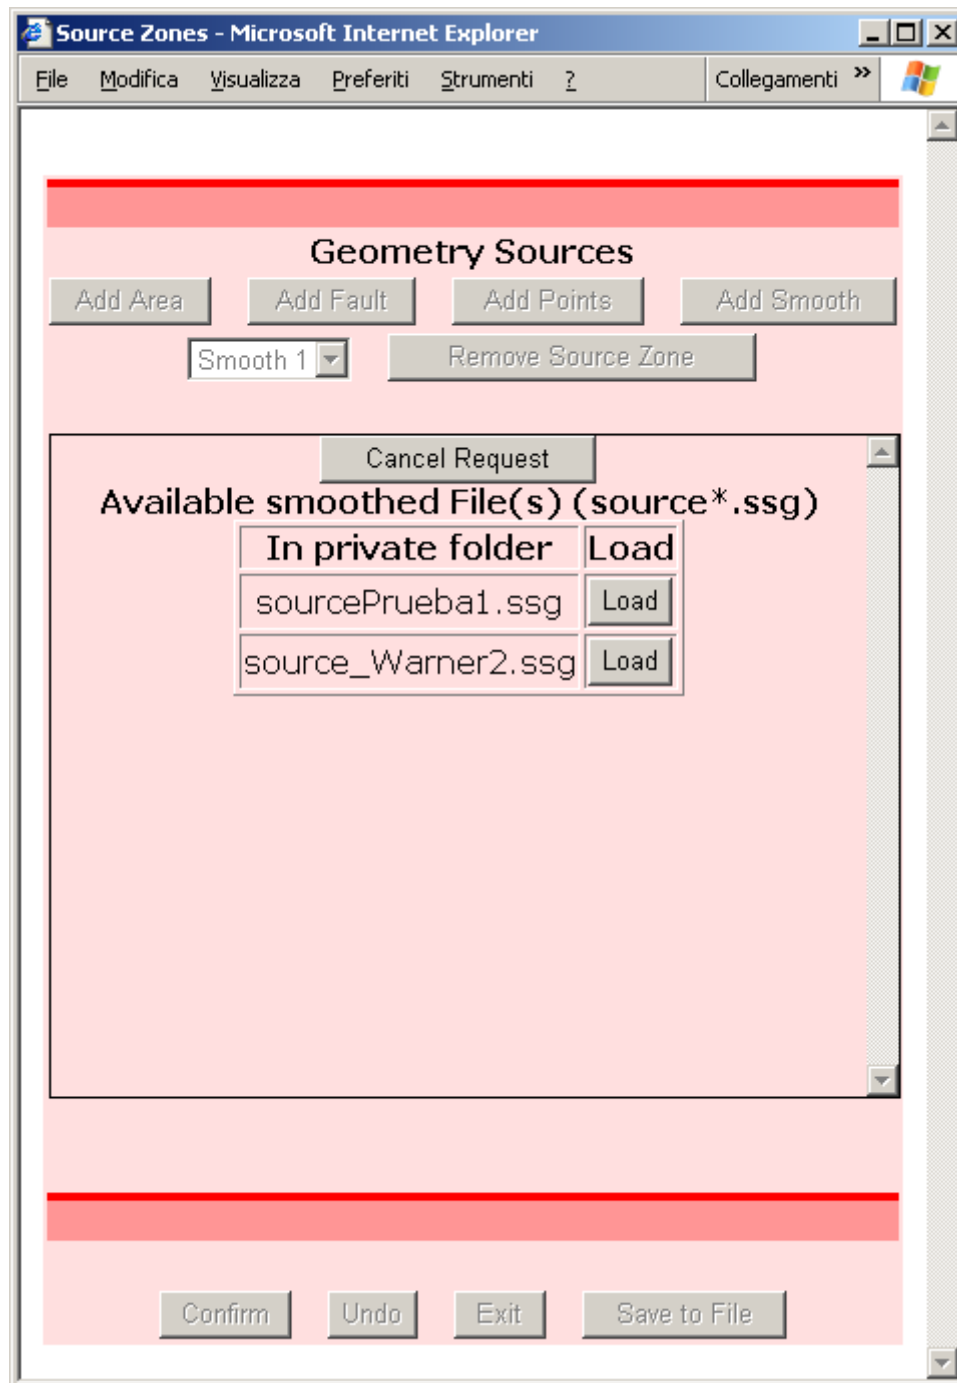 Source Zones - Microsoft Internet Explorer
File Modifica Visualizza Preferiti Strumenti ? Collegamenti »
Geometry Sources
Add Area Add Fault Add Points Add Smooth
Smooth 1 Remove Source Zone
Cancel Request
Available smoothed File(s) (source*.ssg)
In private folder Load
sourcePrueba1.ssg Load
source_Warner2.ssg Load
Confirm Undo Exit Save to File